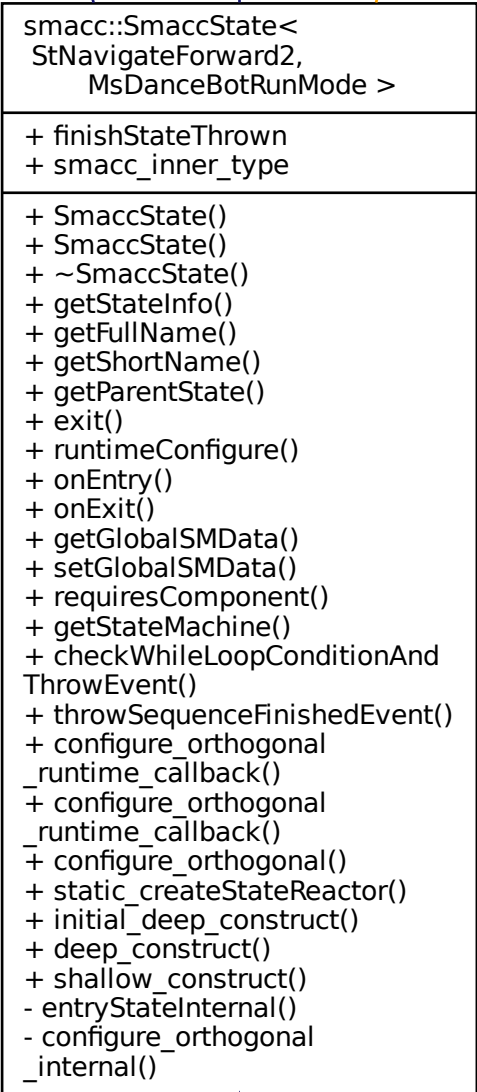 smacc::SmaccState<
StNavigateForward2,
MsDanceBotRunMode >
+ finishStateThrown
+ smacc_inner_type
+ SmaccState()
+ SmaccState()
+ ~SmaccState()
+ getStateInfo()
+ getFullName()
+ getShortName()
+ getParentState()
+ exit()
+ runtimeConfigure()
+ onEntry()
+ onExit()
+ getGlobalSMData()
+ setGlobalSMData()
+ requiresComponent()
+ getStateMachine()
+ checkWhileLoopConditionAnd
ThrowEvent()
+ throwSequenceFinishedEvent()
+ configure_orthogonal
_runtime_callback()
+ configure_orthogonal
_runtime_callback()
+ configure_orthogonal()
+ static_createStateReactor()
+ initial_deep_construct()
+ deep_construct()
+ shallow_construct()
- entryStateInternal()
- configure_orthogonal
_internal()